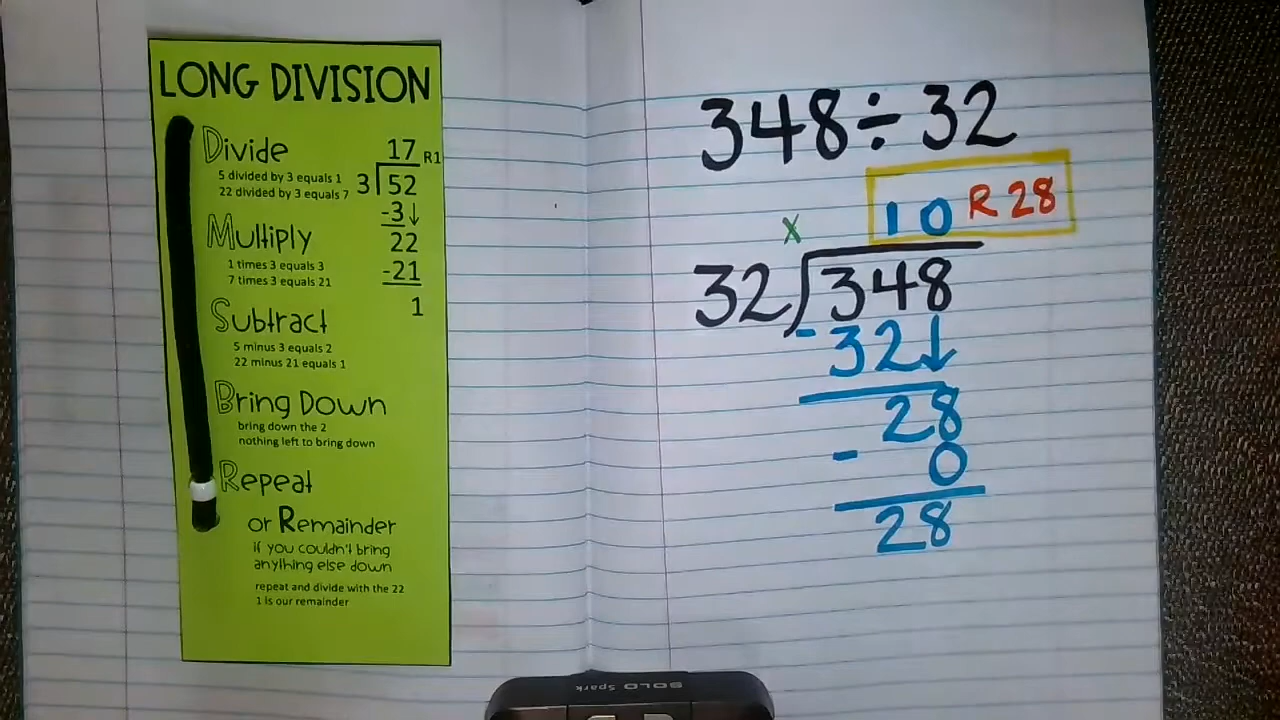 LONG DIVISION
Divide
5 divided by 3 equals 1
22 divided by 3 equals 7
17 R1
3 52
-3↓
22
-21
1
Multiply
1 times 3 equals 3
7 times 3 equals 21
Subtract
5 minus 3 equals 2
22 minus 21 equals 1
Bring Down
bring down the 2
nothing left to bring down
Repeat
or Remainder
if you couldn't bring
anything else down
repeat and divide with the 22
1 is our remainder
348÷32
x 10 R 28
32 348
-32↓
28
- 0
28
SOLO Spark